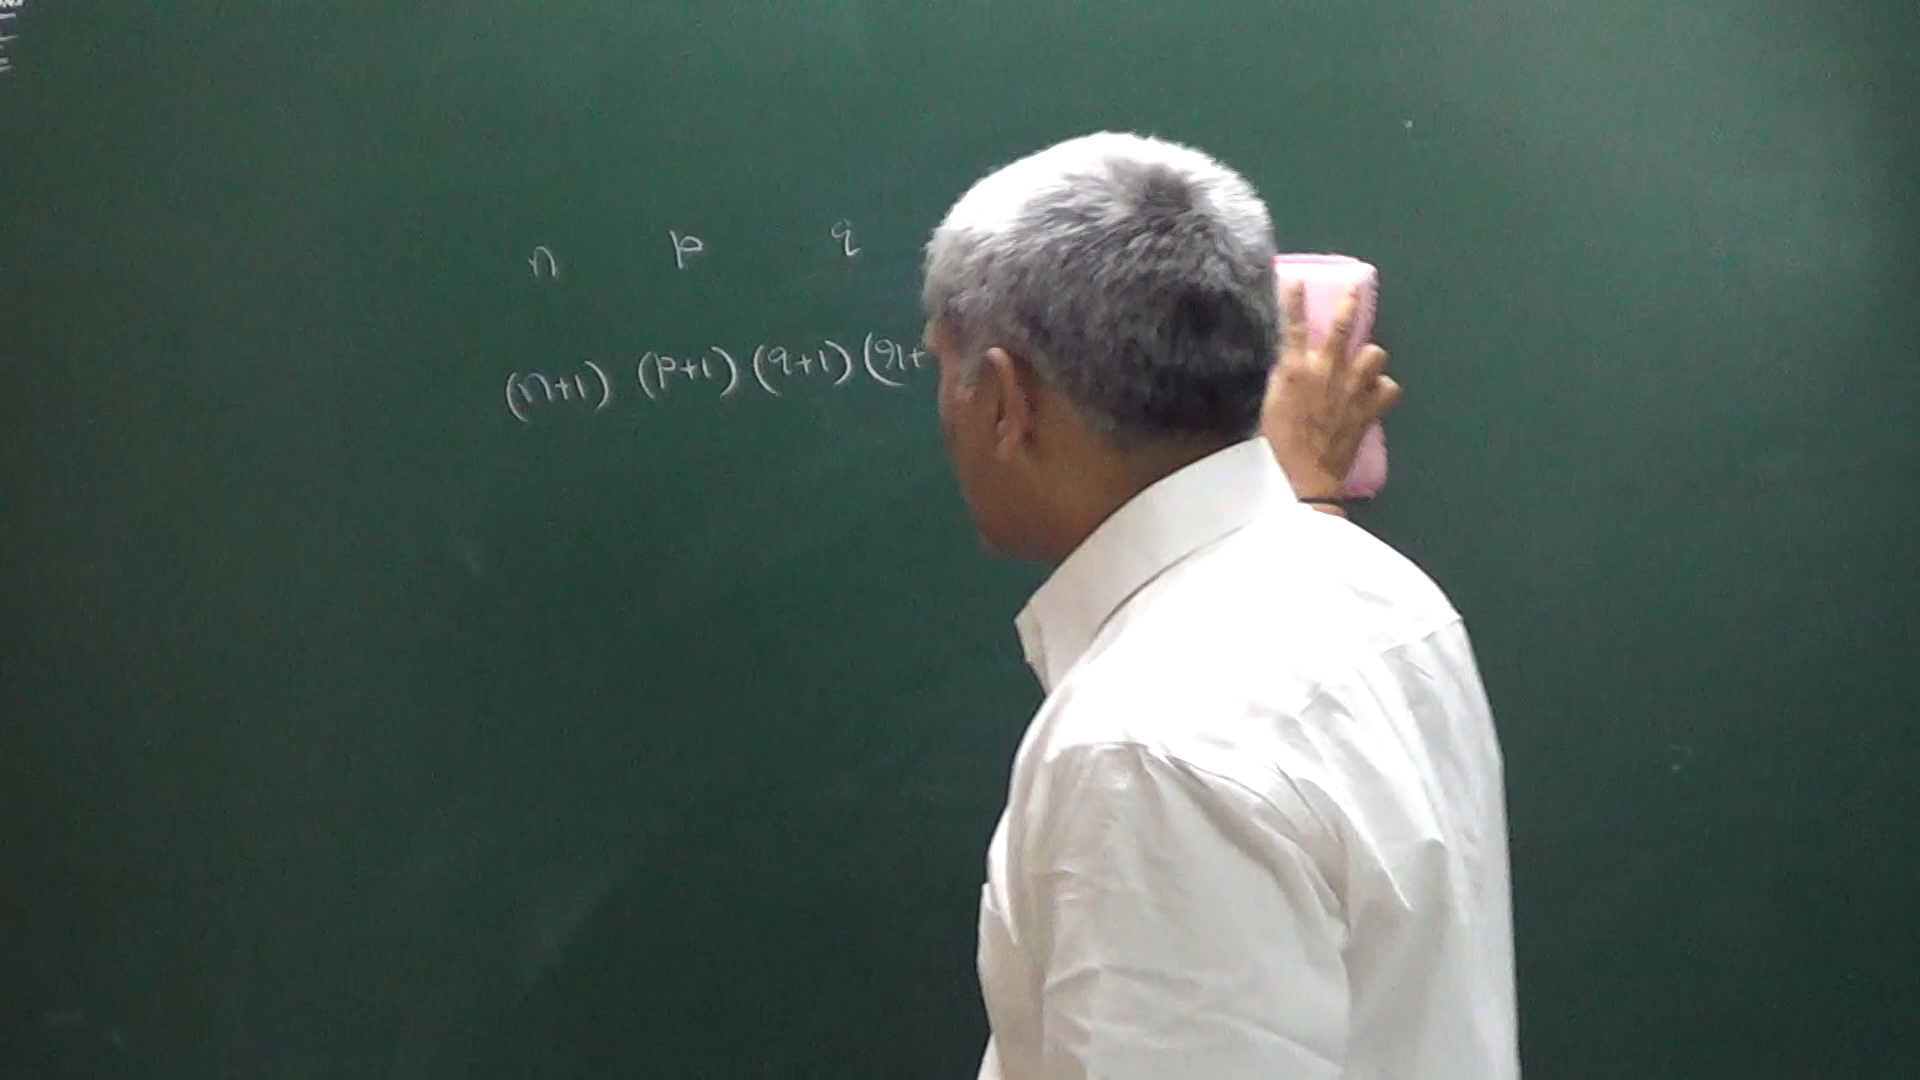 n p q
(n+1) (p+1) (q+1) (r+